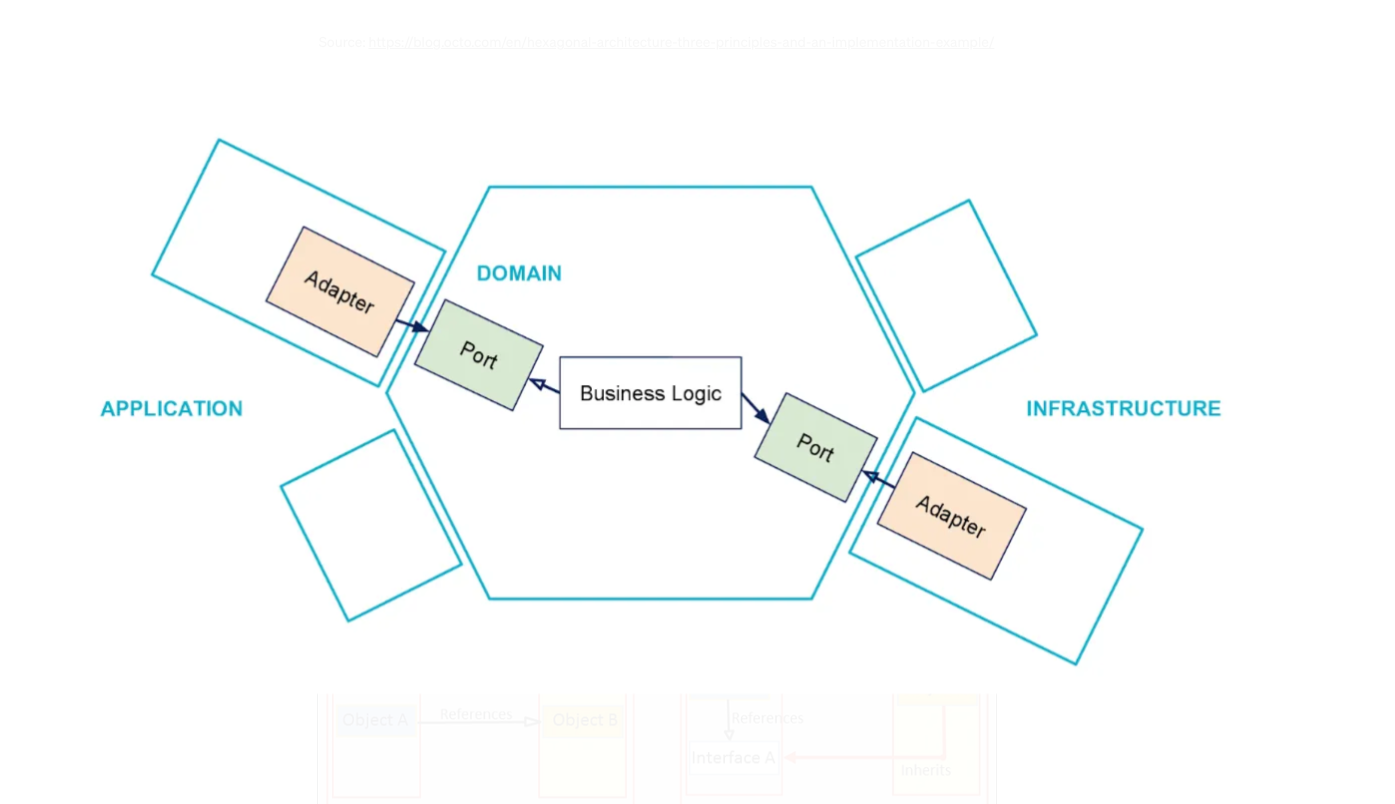 Source: https://blog.octo.com/en/hexagonal-architecture-three-principles-and-an-implementation-example/
DOMAIN
Adapter
Port
Business Logic
APPLICATION
INFRASTRUCTURE
Port
Adapter
References
Object A
Object B
References
Interface A
Inherits